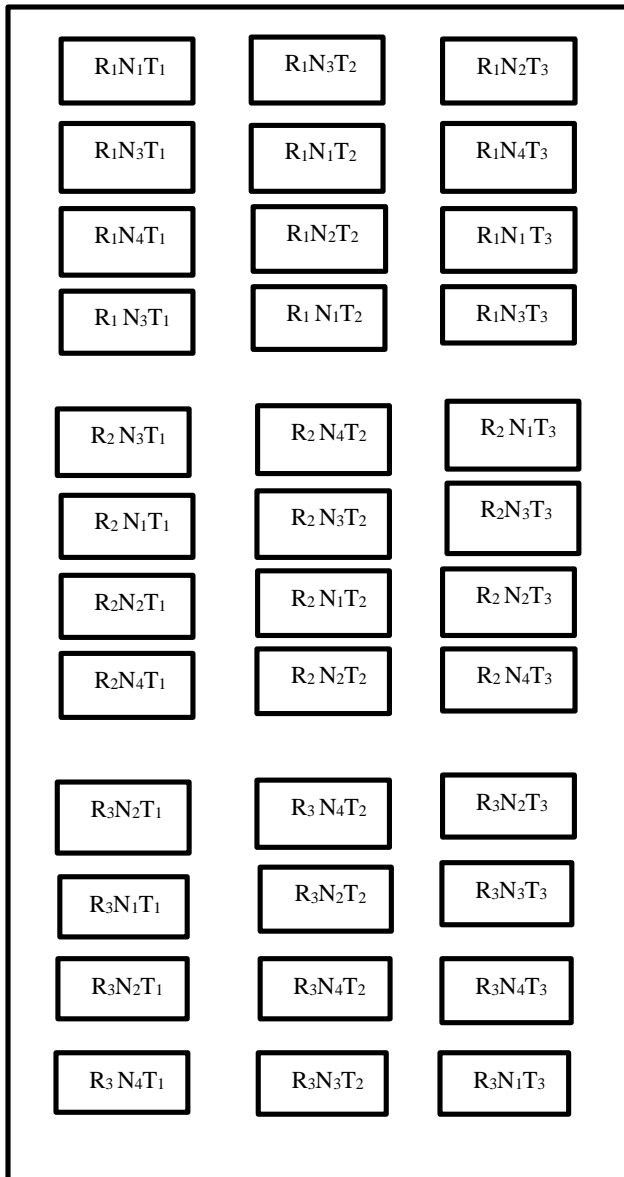 R₁N₁T₁ R₁N₃T₂ R₁N₂T₃
R₁N₃T₁ R₁N₁T₂ R₁N₄T₃
R₁N₄T₁ R₁N₂T₂ R₁N₁ T₃
R₁ N₃T₁ R₁ N₁T₂ R₁N₃T₃
R₂ N₃T₁ R₂ N₄T₂ R₂ N₁T₃
R₂ N₁T₁ R₂ N₃T₂ R₂N₃T₃
R₂N₂T₁ R₂ N₁T₂ R₂ N₂T₃
R₂N₄T₁ R₂ N₂T₂ R₂ N₄T₃
R₃N₂T₁ R₃ N₄T₂ R₃N₂T₃
R₃N₁T₁ R₃N₂T₂ R₃N₃T₃
R₃N₂T₁ R₃N₄T₂ R₃N₄T₃
R₃ N₄T₁ R₃N₃T₂ R₃N₁T₃